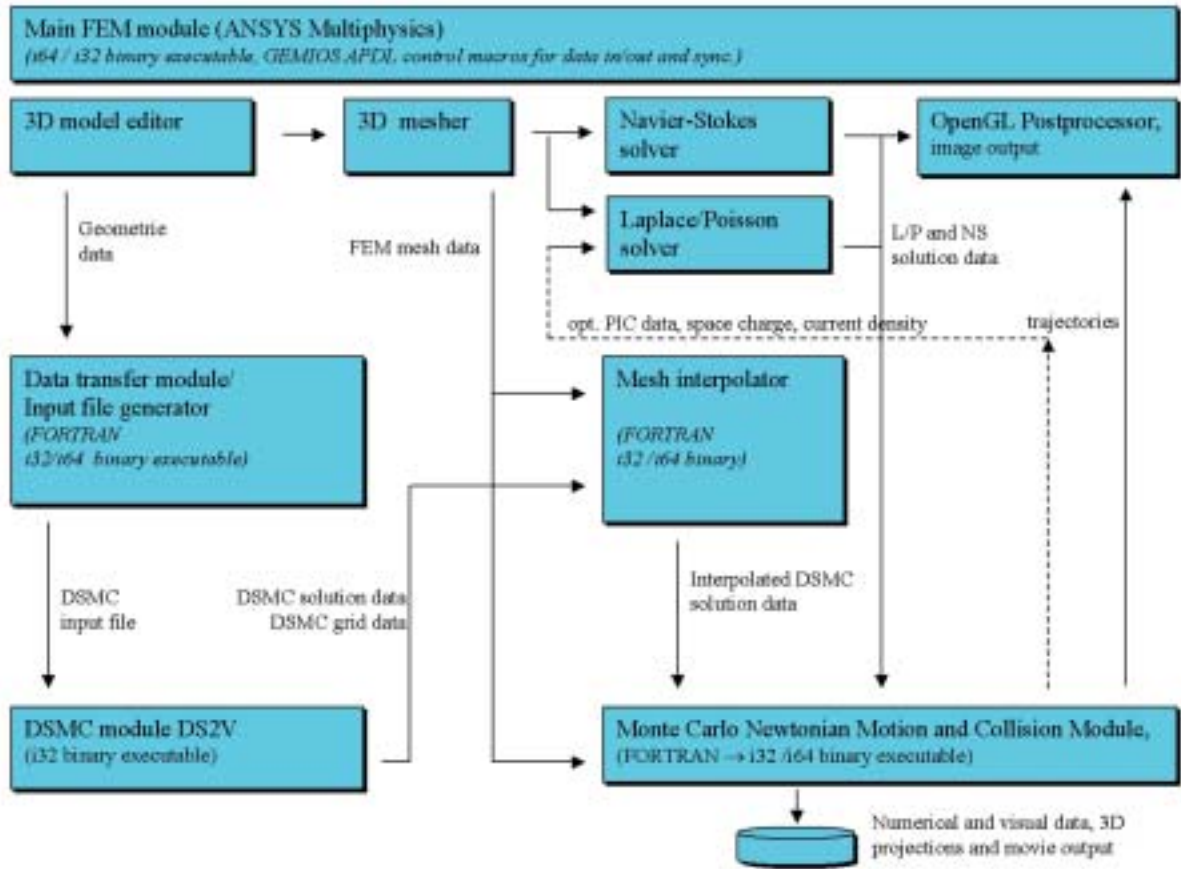 Main FEM module (ANSYS Multiphysics)
(i64 / i32 binary executable, GEMIOS APDL control macros for data in/out and sync.)
3D model editor
3D mesher
Navier-Stokes
solver
OpenGL Postprocessor,
image output
Geometrie
data
FEM mesh data
Laplace/Poisson
solver
L/P and NS
solution data
opt. PIC data, space charge, current density
trajectories
Data transfer module/
Input file generator
(FORTRAN
i32/i64 binary executable)
Mesh interpolator
(FORTRAN
i32 /i64 binary)
DSMC
input file
DSMC solution data
DSMC grid data
Interpolated DSMC
solution data
DSMC module DS2V
(i32 binary executable)
Monte Carlo Newtonian Motion and Collision Module,
(FORTRAN → i32 /i64 binary executable)
Numerical and visual data, 3D
projections and movie output